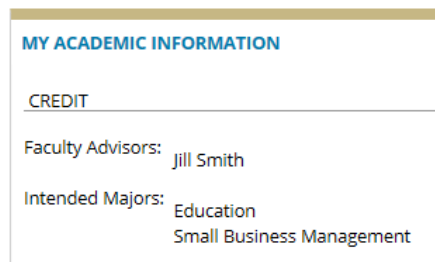 MY ACADEMIC INFORMATION
CREDIT
Faculty Advisors: Jill Smith
Intended Majors: Education
Small Business Management